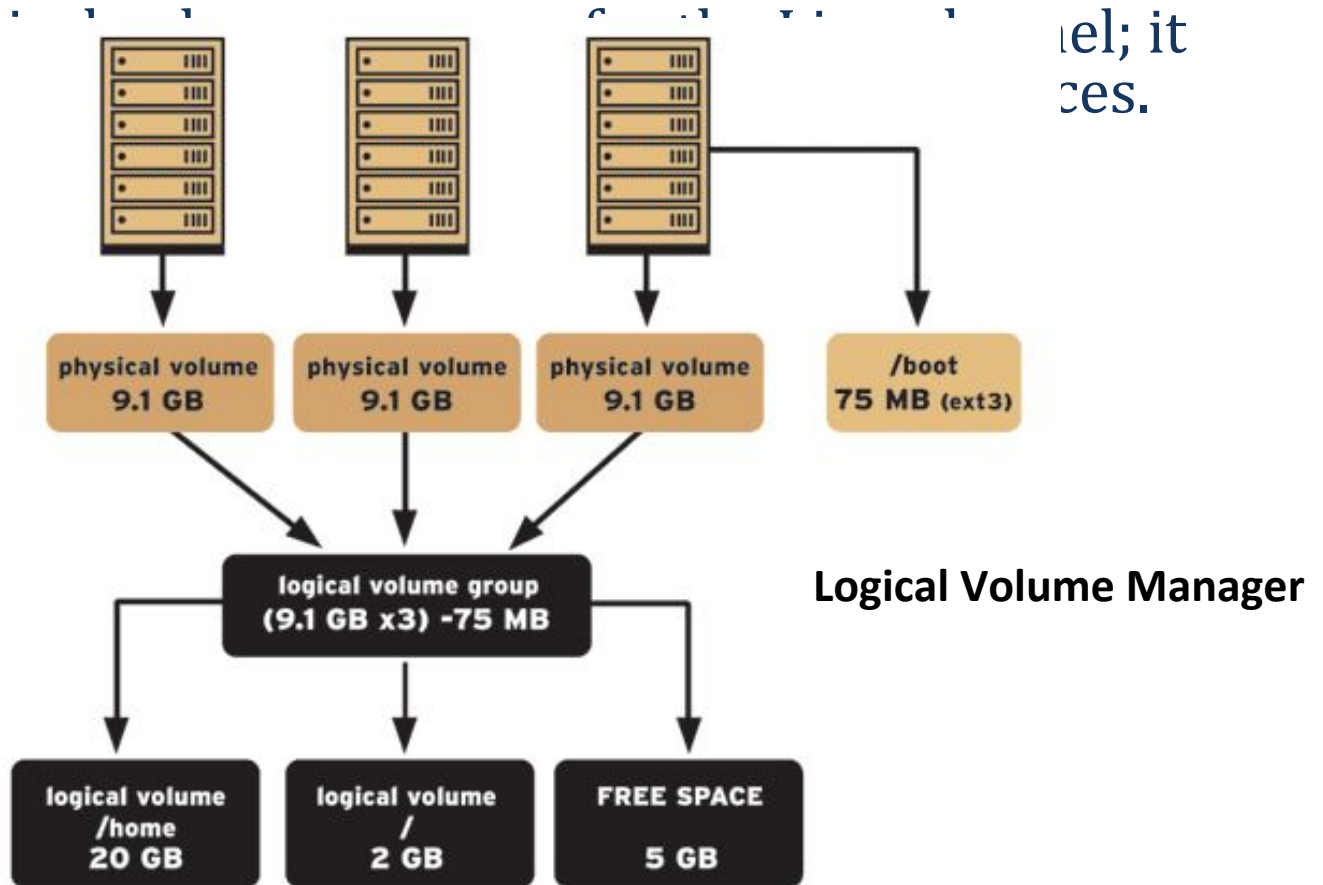 el; it
ces.
physical volume
9.1 GB
physical volume
9.1 GB
physical volume
9.1 GB
/boot
75 MB (ext3)
logical volume group
(9.1 GB x3) -75 MB
Logical Volume Manager
logical volume
/home
20 GB
logical volume
/
2 GB
FREE SPACE
5 GB